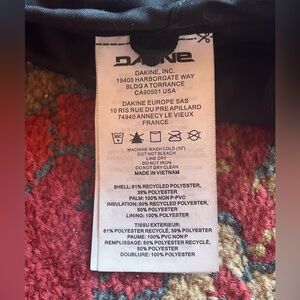 DAKINE
DAKINE, INC.
19400 HARBORGATE WAY
BLDG A TORRANCE
CA90501 USA
DAKINE EUROPE SAS
10 RIS RUE DU PRE APILLARD
74940 ANNECY LE VIEUX
FRANCE
MACHINE WASH COLD (30°)
DO NOT BLEACH
LINE DRY
DO NOT IRON
DO NOT DRY CLEAN
MADE IN VIETNAM
SHELL: 61% RECYCLED POLYESTER,
39% POLYESTER
PALM: 100% NON P-PVC
INSULATION: 50% RECYCLED POLYESTER,
50% POLYESTER
LINING: 100% POLYESTER
TISSU EXTERIEUR:
61% POLYESTER RECYCLÉ, 39% POLYESTER
PAUME: 100% PVC NON P
REMPLISSAGE: 50% POLYESTER RECYCLÉ,
50% POLYESTER
DOUBLURE: 100% POLYESTER